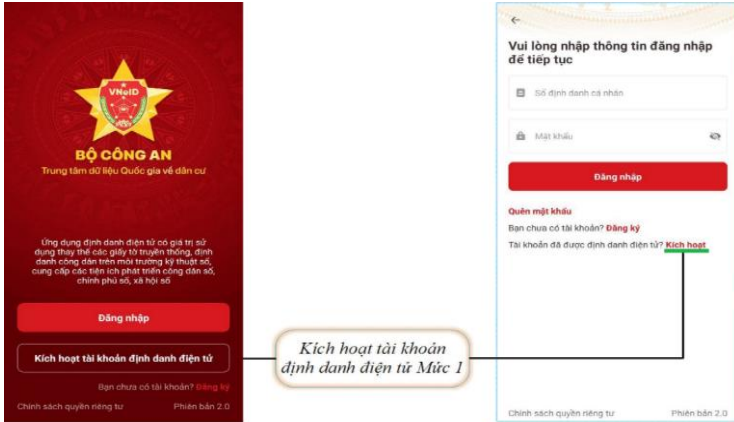 VNeID
BỘ CÔNG AN
Trung tâm dữ liệu Quốc gia về dân cư
Ứng dụng định danh điện tử có giá trị sử
dụng thay thế các giấy tờ truyền thống, định
danh công dân trên môi trường kỹ thuật số,
cung cấp các tiện ích phát triển công dân số,
chính phủ số, xã hội số
Đăng nhập
Kích hoạt tài khoản định danh điện tử
Bạn chưa có tài khoản? Đăng ký
Chính sách quyền riêng tư Phiên bản 2.0
Kích hoạt tài khoản
định danh điện tử Mức 1
Vui lòng nhập thông tin đăng nhập
để tiếp tục
Số định danh cá nhân
Mật khẩu
Đăng nhập
Quên mật khẩu
Bạn chưa có tài khoản? Đăng ký
Tài khoản đã được định danh điện tử? Kích hoạt
Chính sách quyền riêng tư Phiên bản 2.0